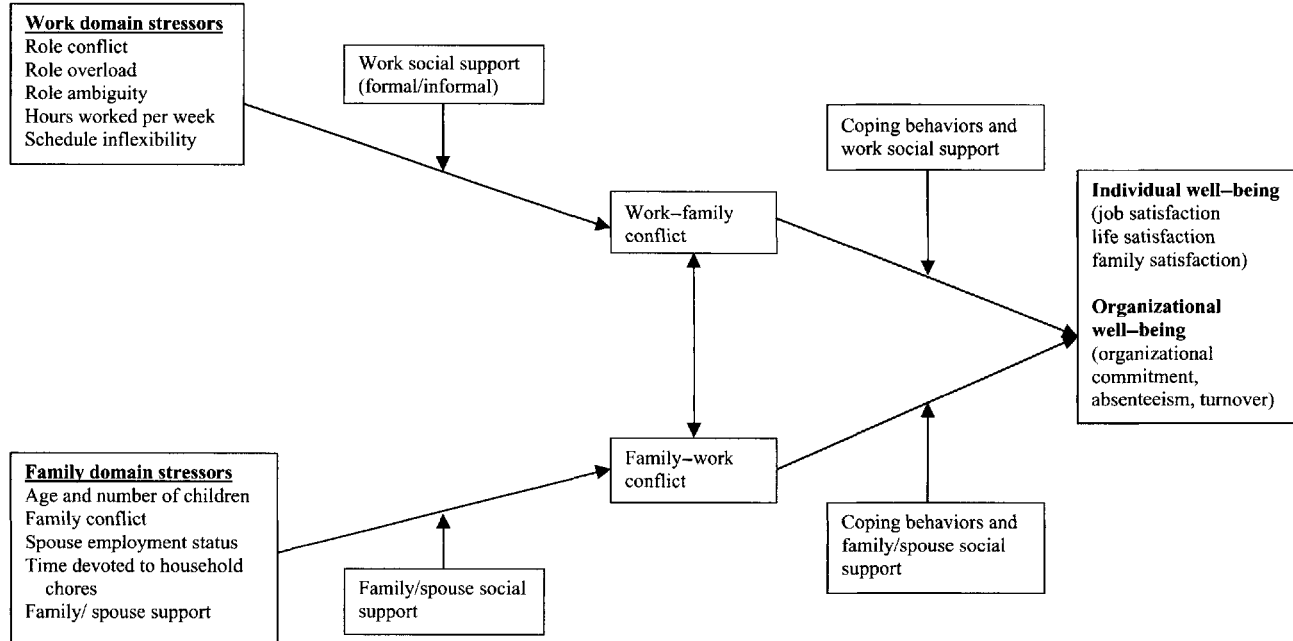 Work domain stressors
Role conflict
Role overload
Role ambiguity
Hours worked per week
Schedule inflexibility
Work social support
(formal/informal)
Work–family
conflict
Coping behaviors and
work social support
Individual well–being
(job satisfaction
life satisfaction
family satisfaction)
Organizational
well–being
(organizational
commitment,
absenteeism, turnover)
Family domain stressors
Age and number of children
Family conflict
Spouse employment status
Time devoted to household
chores
Family/ spouse support
Family/spouse social
support
Family–work
conflict
Coping behaviors and
family/spouse social
support